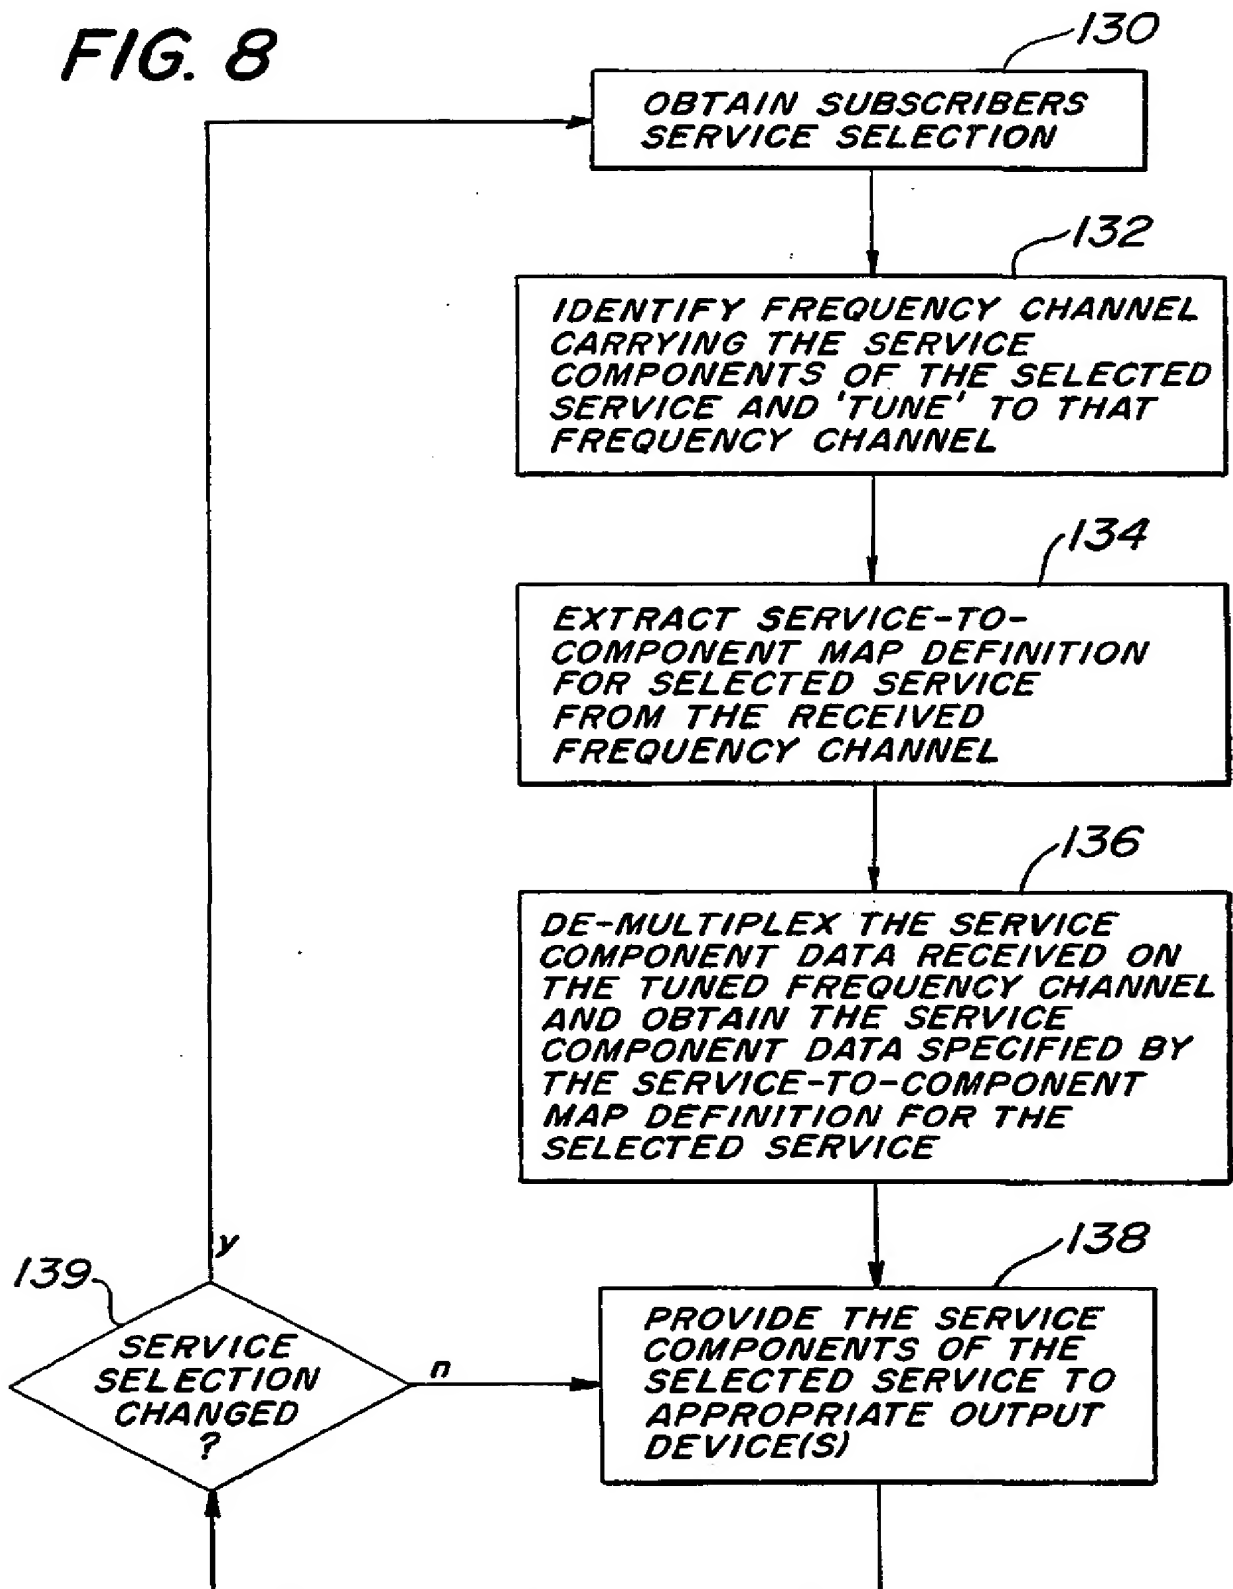 FIG. 8
130
OBTAIN SUBSCRIBERS
SERVICE SELECTION
132
IDENTIFY FREQUENCY CHANNEL
CARRYING THE SERVICE
COMPONENTS OF THE SELECTED
SERVICE AND 'TUNE' TO THAT
FREQUENCY CHANNEL
134
EXTRACT SERVICE-TO-
COMPONENT MAP DEFINITION
FOR SELECTED SERVICE
FROM THE RECEIVED
FREQUENCY CHANNEL
136
DE-MULTIPLEX THE SERVICE
COMPONENT DATA RECEIVED ON
THE TUNED FREQUENCY CHANNEL
AND OBTAIN THE SERVICE
COMPONENT DATA SPECIFIED BY
THE SERVICE-TO-COMPONENT
MAP DEFINITION FOR THE
SELECTED SERVICE
138
PROVIDE THE SERVICE
COMPONENTS OF THE
SELECTED SERVICE TO
APPROPRIATE OUTPUT
DEVICE(S)
139
SERVICE
SELECTION
CHANGED
?
y
n